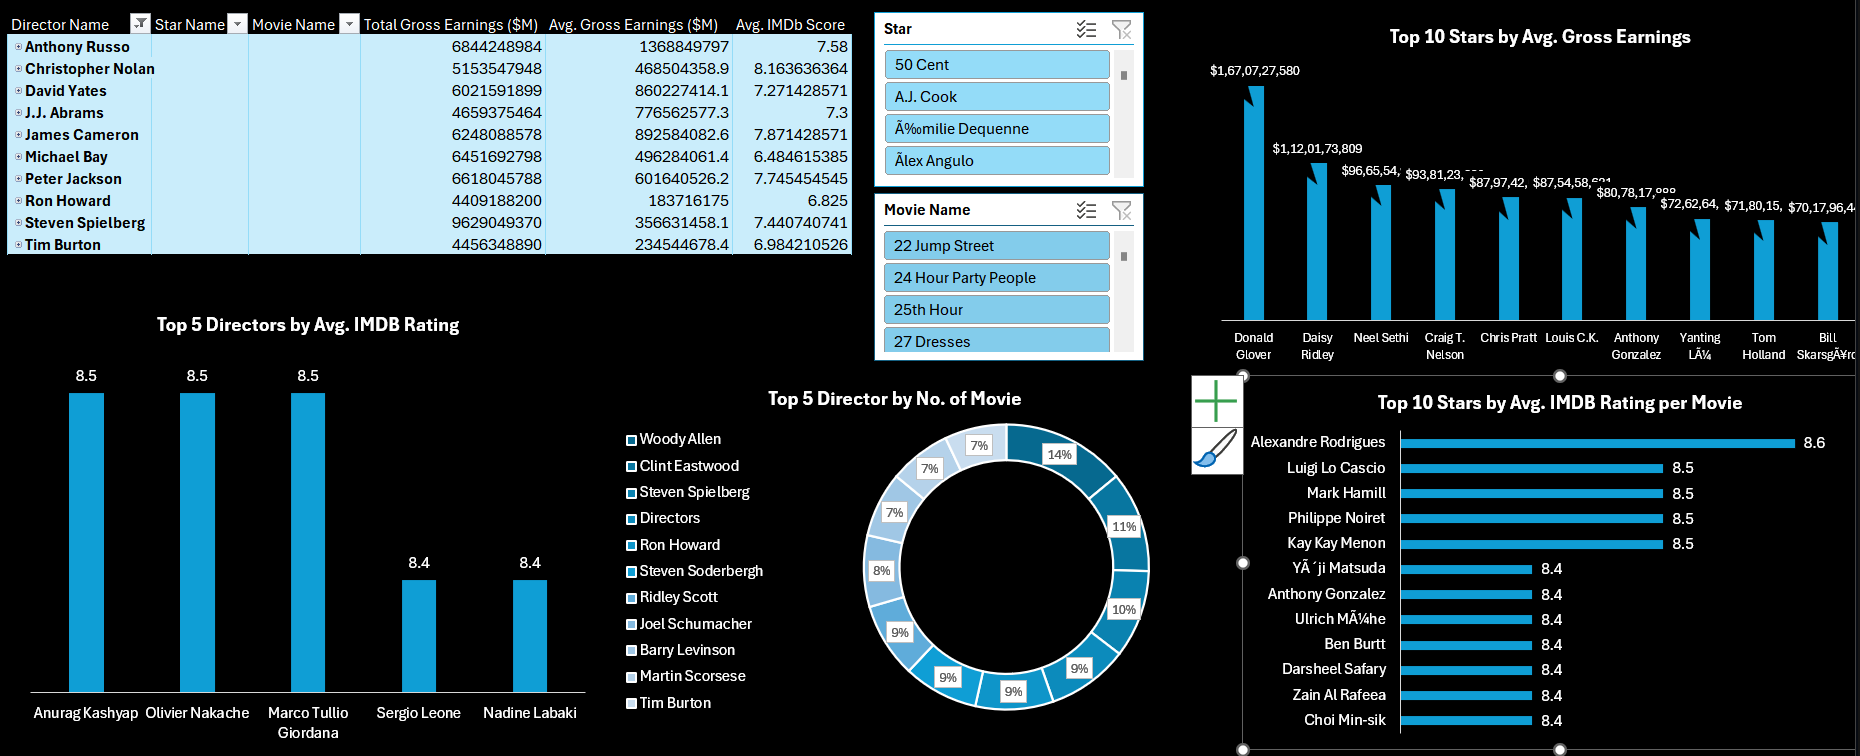 Director Name Star Name Movie Name Total Gross Earnings ($M) Avg. Gross Earnings ($M) Avg. IMDb Score
Anthony Russo 6844248984 1368849797 7.58
Christopher Nolan 5153547948 468504358.9 8.163636364
David Yates 6021591899 860227414.1 7.271428571
J.J. Abrams 4659375464 776562577.3 7.3
James Cameron 6248088578 892584082.6 7.871428571
Michael Bay 6451692798 496284061.4 6.484615385
Peter Jackson 6618045788 601640526.2 7.745454545
Ron Howard 4409188200 183716175 6.825
Steven Spielberg 9629049370 356631458.1 7.440740741
Tim Burton 4456348890 234544678.4 6.984210526
Star
50 Cent
A.J. Cook
Ã‰milie Dequenne
Ãlex Angulo
Movie Name
22 Jump Street
24 Hour Party People
25th Hour
27 Dresses
Top 10 Stars by Avg. Gross Earnings
$1,67,07,27,580
$1,12,01,73,809
$96,65,54,
$93,81,23,
$87,97,42,
$87,54,58,
$80,78,17,
$72,62,64,
$71,80,15,
$70,17,96,4
Donald Glover
Daisy Ridley
Neel Sethi
Craig T. Nelson
Chris Pratt
Louis C.K.
Anthony Gonzalez
Yanting LÃ¼
Tom Holland
Bill SkarsgÃ¥rd
Top 5 Directors by Avg. IMDB Rating
8.5
8.5
8.5
8.4
8.4
Anurag Kashyap
Olivier Nakache
Marco Tullio Giordana
Sergio Leone
Nadine Labaki
Top 5 Director by No. of Movie
Woody Allen
Clint Eastwood
Steven Spielberg
Directors
Ron Howard
Steven Soderbergh
Ridley Scott
Joel Schumacher
Barry Levinson
Martin Scorsese
Tim Burton
14%
11%
10%
9%
9%
9%
9%
8%
7%
7%
7%
Top 10 Stars by Avg. IMDB Rating per Movie
Alexandre Rodrigues 8.6
Luigi Lo Cascio 8.5
Mark Hamill 8.5
Philippe Noiret 8.5
Kay Kay Menon 8.5
YÃ´ji Matsuda 8.4
Anthony Gonzalez 8.4
Ulrich MÃ¼he 8.4
Ben Burtt 8.4
Darsheel Safary 8.4
Zain Al Rafeea 8.4
Choi Min-sik 8.4